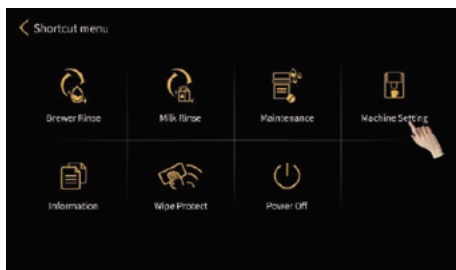 Shortcut menu
Brewer Rinse
Milk Rinse
Maintenance
Machine Setting
Information
Wipe Protect
Power Off